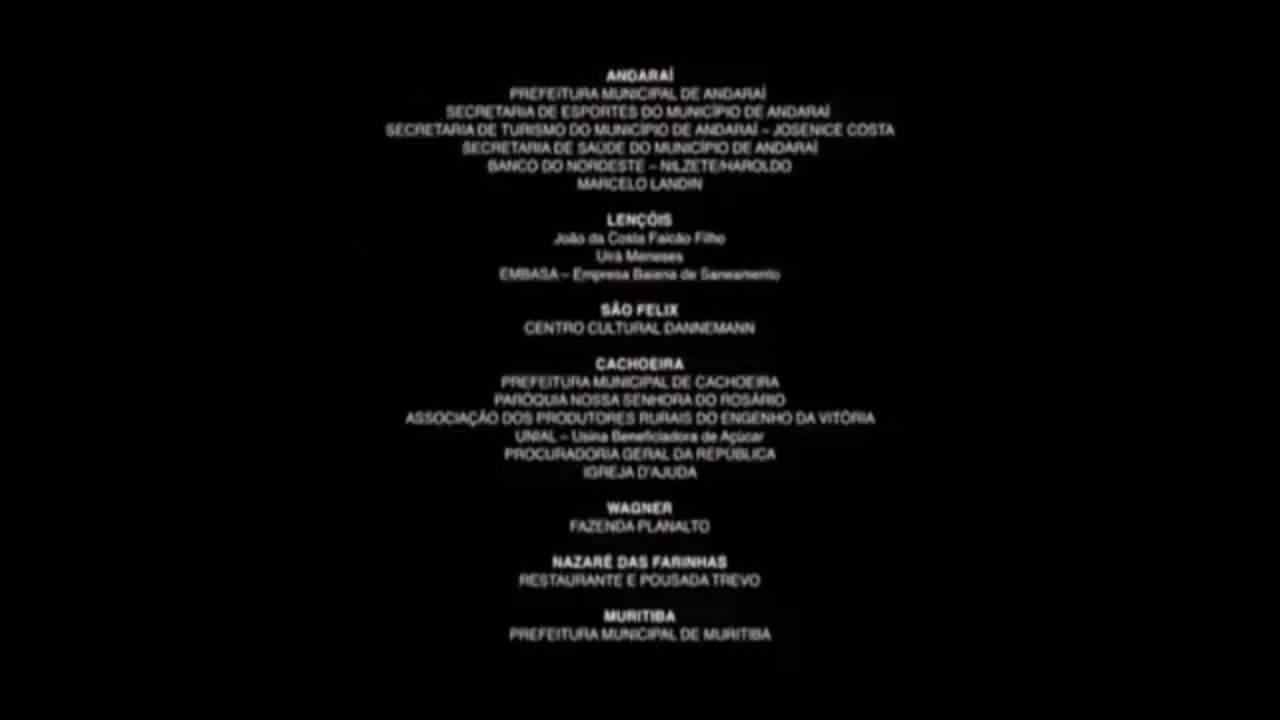 ANDARAÍ
PREFEITURA MUNICIPAL DE ANDARAÍ
SECRETARIA DE ESPORTES DO MUNICÍPIO DE ANDARAÍ
SECRETARIA DE TURISMO DO MUNICÍPIO DE ANDARAÍ – JOSENICE COSTA
SECRETARIA DE SAÚDE DO MUNICÍPIO DE ANDARAÍ
BANCO DO NORDESTE – NILZETE/HAROLDO
MARCELO LANDIN
LENÇÓIS
João da Costa Falcão Filho
Uirá Meneses
EMBASA – Empresa Baiana de Saneamento
SÃO FELIX
CENTRO CULTURAL DANNEMANN
CACHOEIRA
PREFEITURA MUNICIPAL DE CACHOEIRA
PARÓQUIA NOSSA SENHORA DO ROSÁRIO
ASSOCIAÇÃO DOS PRODUTORES RURAIS DO ENGENHO DA VITÓRIA
UNIAL – Usina Beneficiadora de Açúcar
PROCURADORIA GERAL DA REPÚBLICA
IGREJA D'AJUDA
WAGNER
FAZENDA PLANALTO
NAZARÉ DAS FARINHAS
RESTAURANTE E POUSADA TREVO
MURITIBA
PREFEITURA MUNICIPAL DE MURITIBA